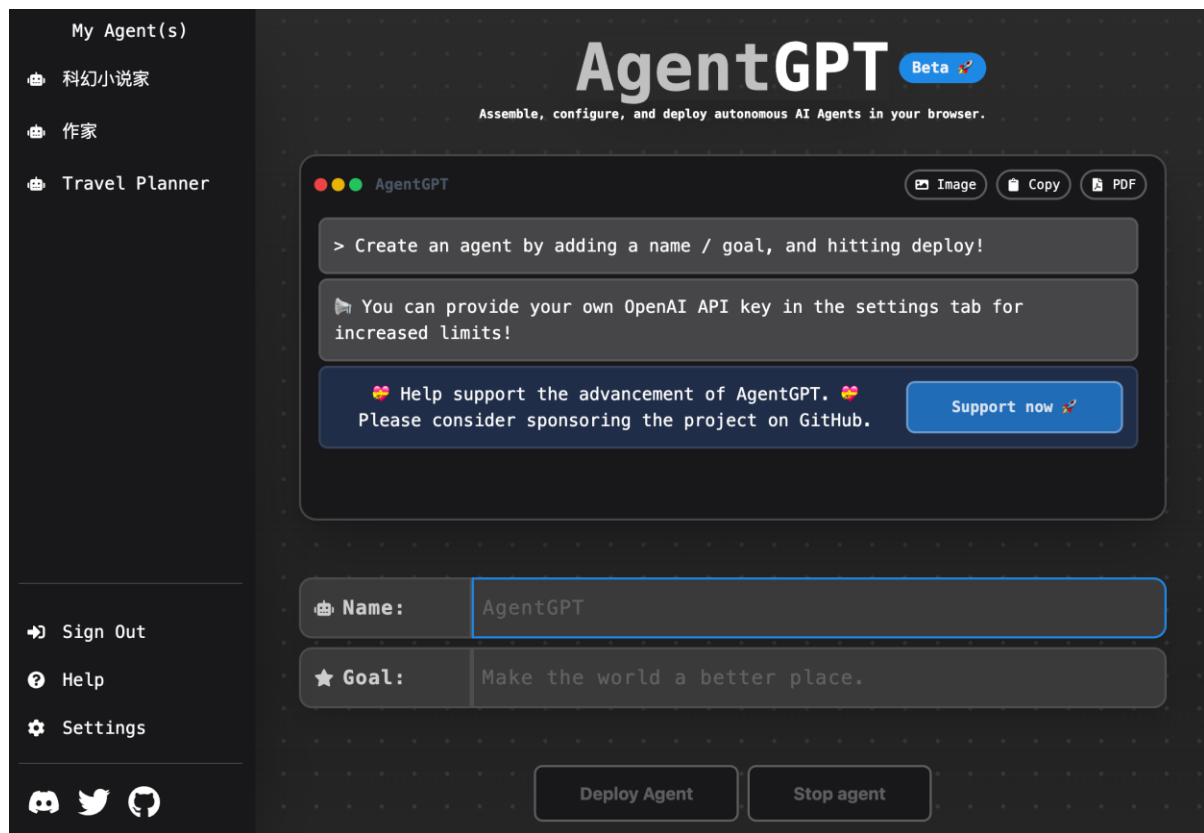 My Agent(s)
科幻小说家
作家
Travel Planner
Sign Out
Help
Settings
AgentGPT
Beta 🚀
Assemble, configure, and deploy autonomous AI Agents in your browser.
AgentGPT
Image
Copy
PDF
> Create an agent by adding a name / goal, and hitting deploy!
📢 You can provide your own OpenAI API key in the settings tab for
increased limits!
💝 Help support the advancement of AgentGPT. 💝
Please consider sponsoring the project on GitHub.
Support now 🚀
Name:
AgentGPT
Goal:
Make the world a better place.
Deploy Agent
Stop agent